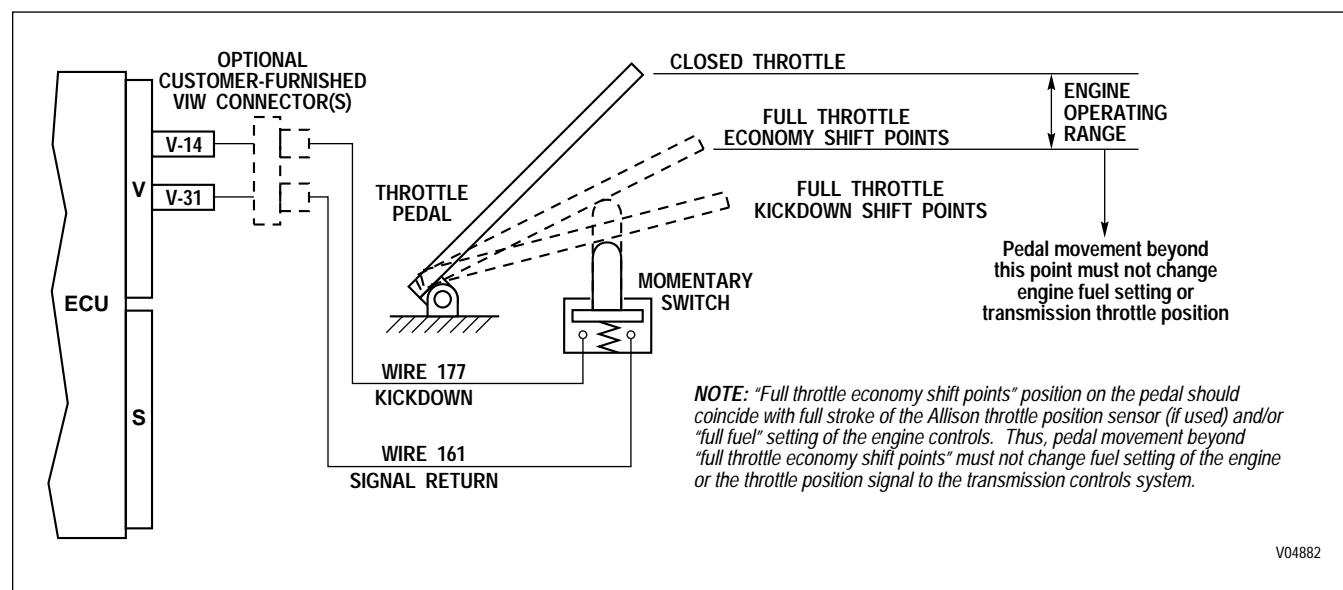 OPTIONAL
CUSTOMER-FURNISHED
VIW CONNECTOR(S)
V-14
V
V-31
ECU
S
THROTTLE
PEDAL
CLOSED THROTTLE
FULL THROTTLE
ECONOMY SHIFT POINTS
FULL THROTTLE
KICKDOWN SHIFT POINTS
ENGINE
OPERATING
RANGE
Pedal movement beyond
this point must not change
engine fuel setting or
transmission throttle position
MOMENTARY
SWITCH
WIRE 177
KICKDOWN
WIRE 161
SIGNAL RETURN
NOTE: "Full throttle economy shift points" position on the pedal should
coincide with full stroke of the Allison throttle position sensor (if used) and/or
"full fuel" setting of the engine controls. Thus, pedal movement beyond
"full throttle economy shift points" must not change fuel setting of the engine
or the throttle position signal to the transmission controls system.
V04882